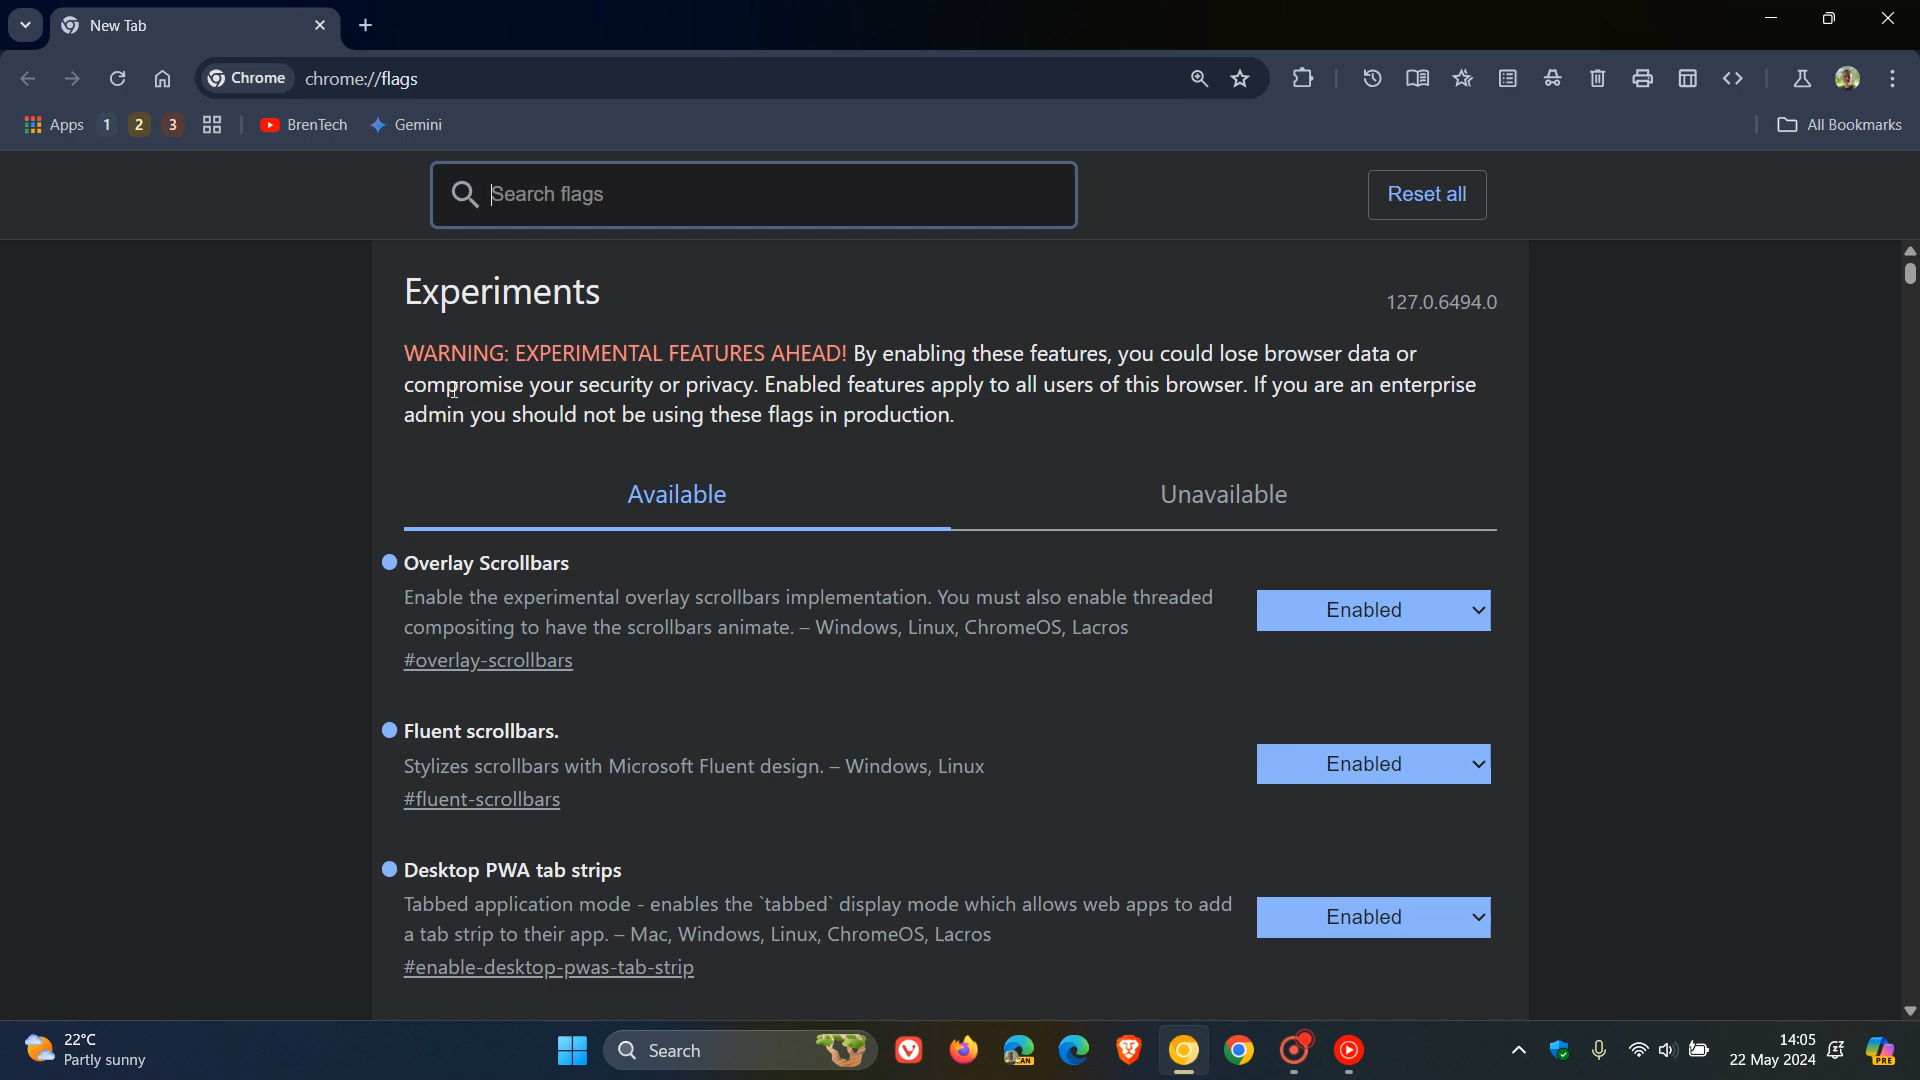 New Tab
Chrome chrome://flags
Apps 1 2 3 BrenTech Gemini All Bookmarks
Search flags
Reset all
Experiments
127.0.6494.0
WARNING: EXPERIMENTAL FEATURES AHEAD! By enabling these features, you could lose browser data or
compromise your security or privacy. Enabled features apply to all users of this browser. If you are an enterprise
admin you should not be using these flags in production.
Available Unavailable
Overlay Scrollbars
Enable the experimental overlay scrollbars implementation. You must also enable threaded
compositing to have the scrollbars animate. – Windows, Linux, ChromeOS, Lacros
#overlay-scrollbars
Enabled
Fluent scrollbars.
Stylizes scrollbars with Microsoft Fluent design. – Windows, Linux
#fluent-scrollbars
Enabled
Desktop PWA tab strips
Tabbed application mode - enables the `tabbed` display mode which allows web apps to add
a tab strip to their app. – Mac, Windows, Linux, ChromeOS, Lacros
#enable-desktop-pwas-tab-strip
Enabled
22°C
Partly sunny
Search
CAN
14:05
22 May 2024
PRE